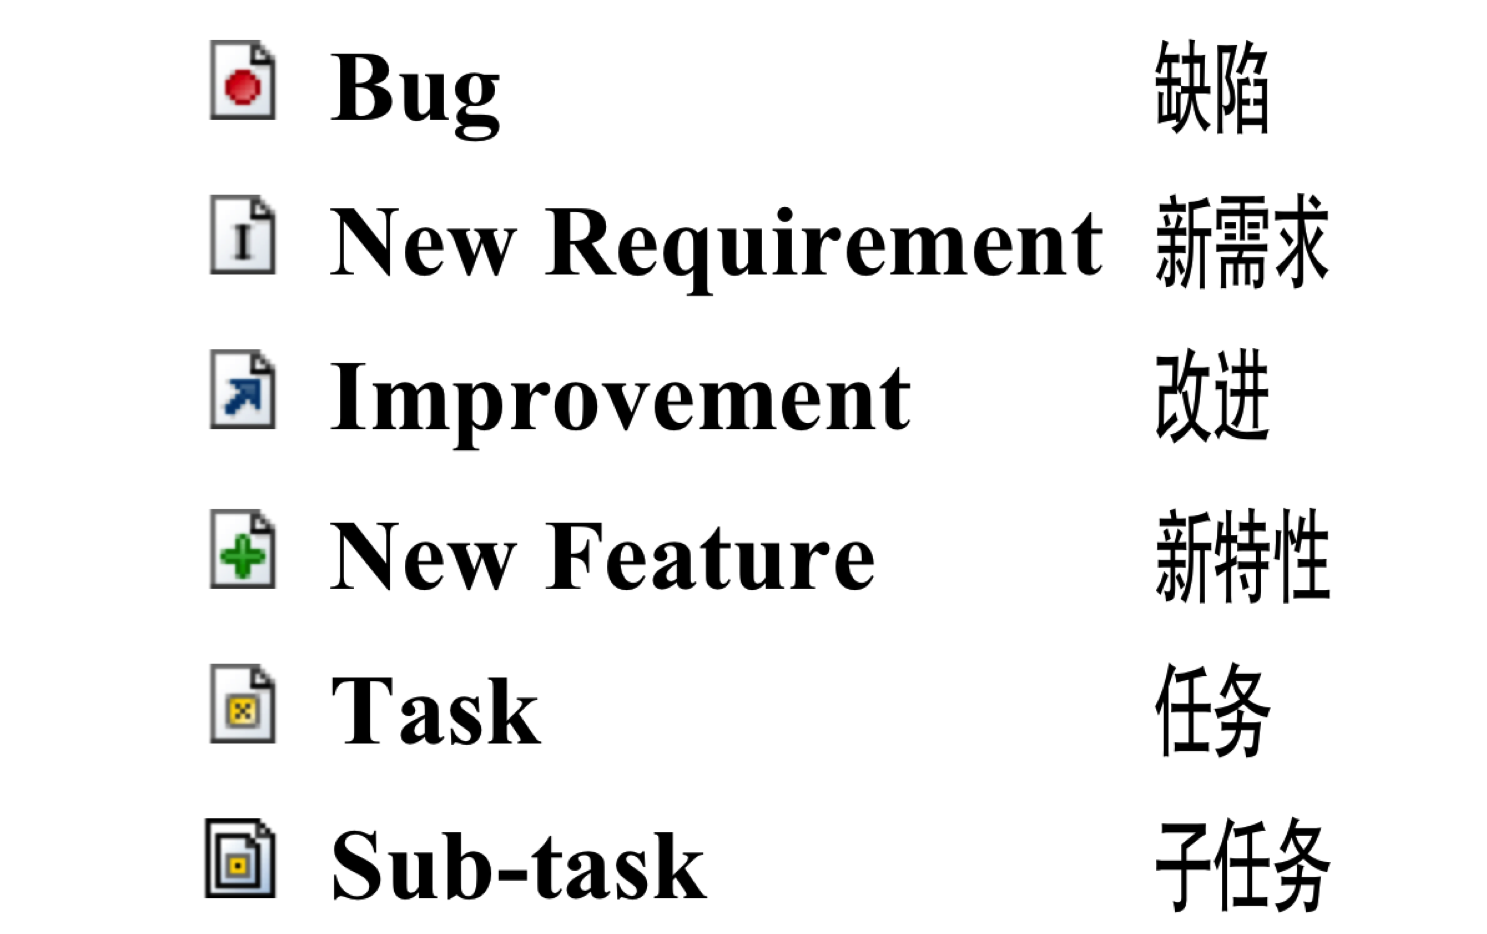 Bug 缺陷
New Requirement 新需求
Improvement 改进
New Feature 新特性
Task 任务
Sub-task 子任务